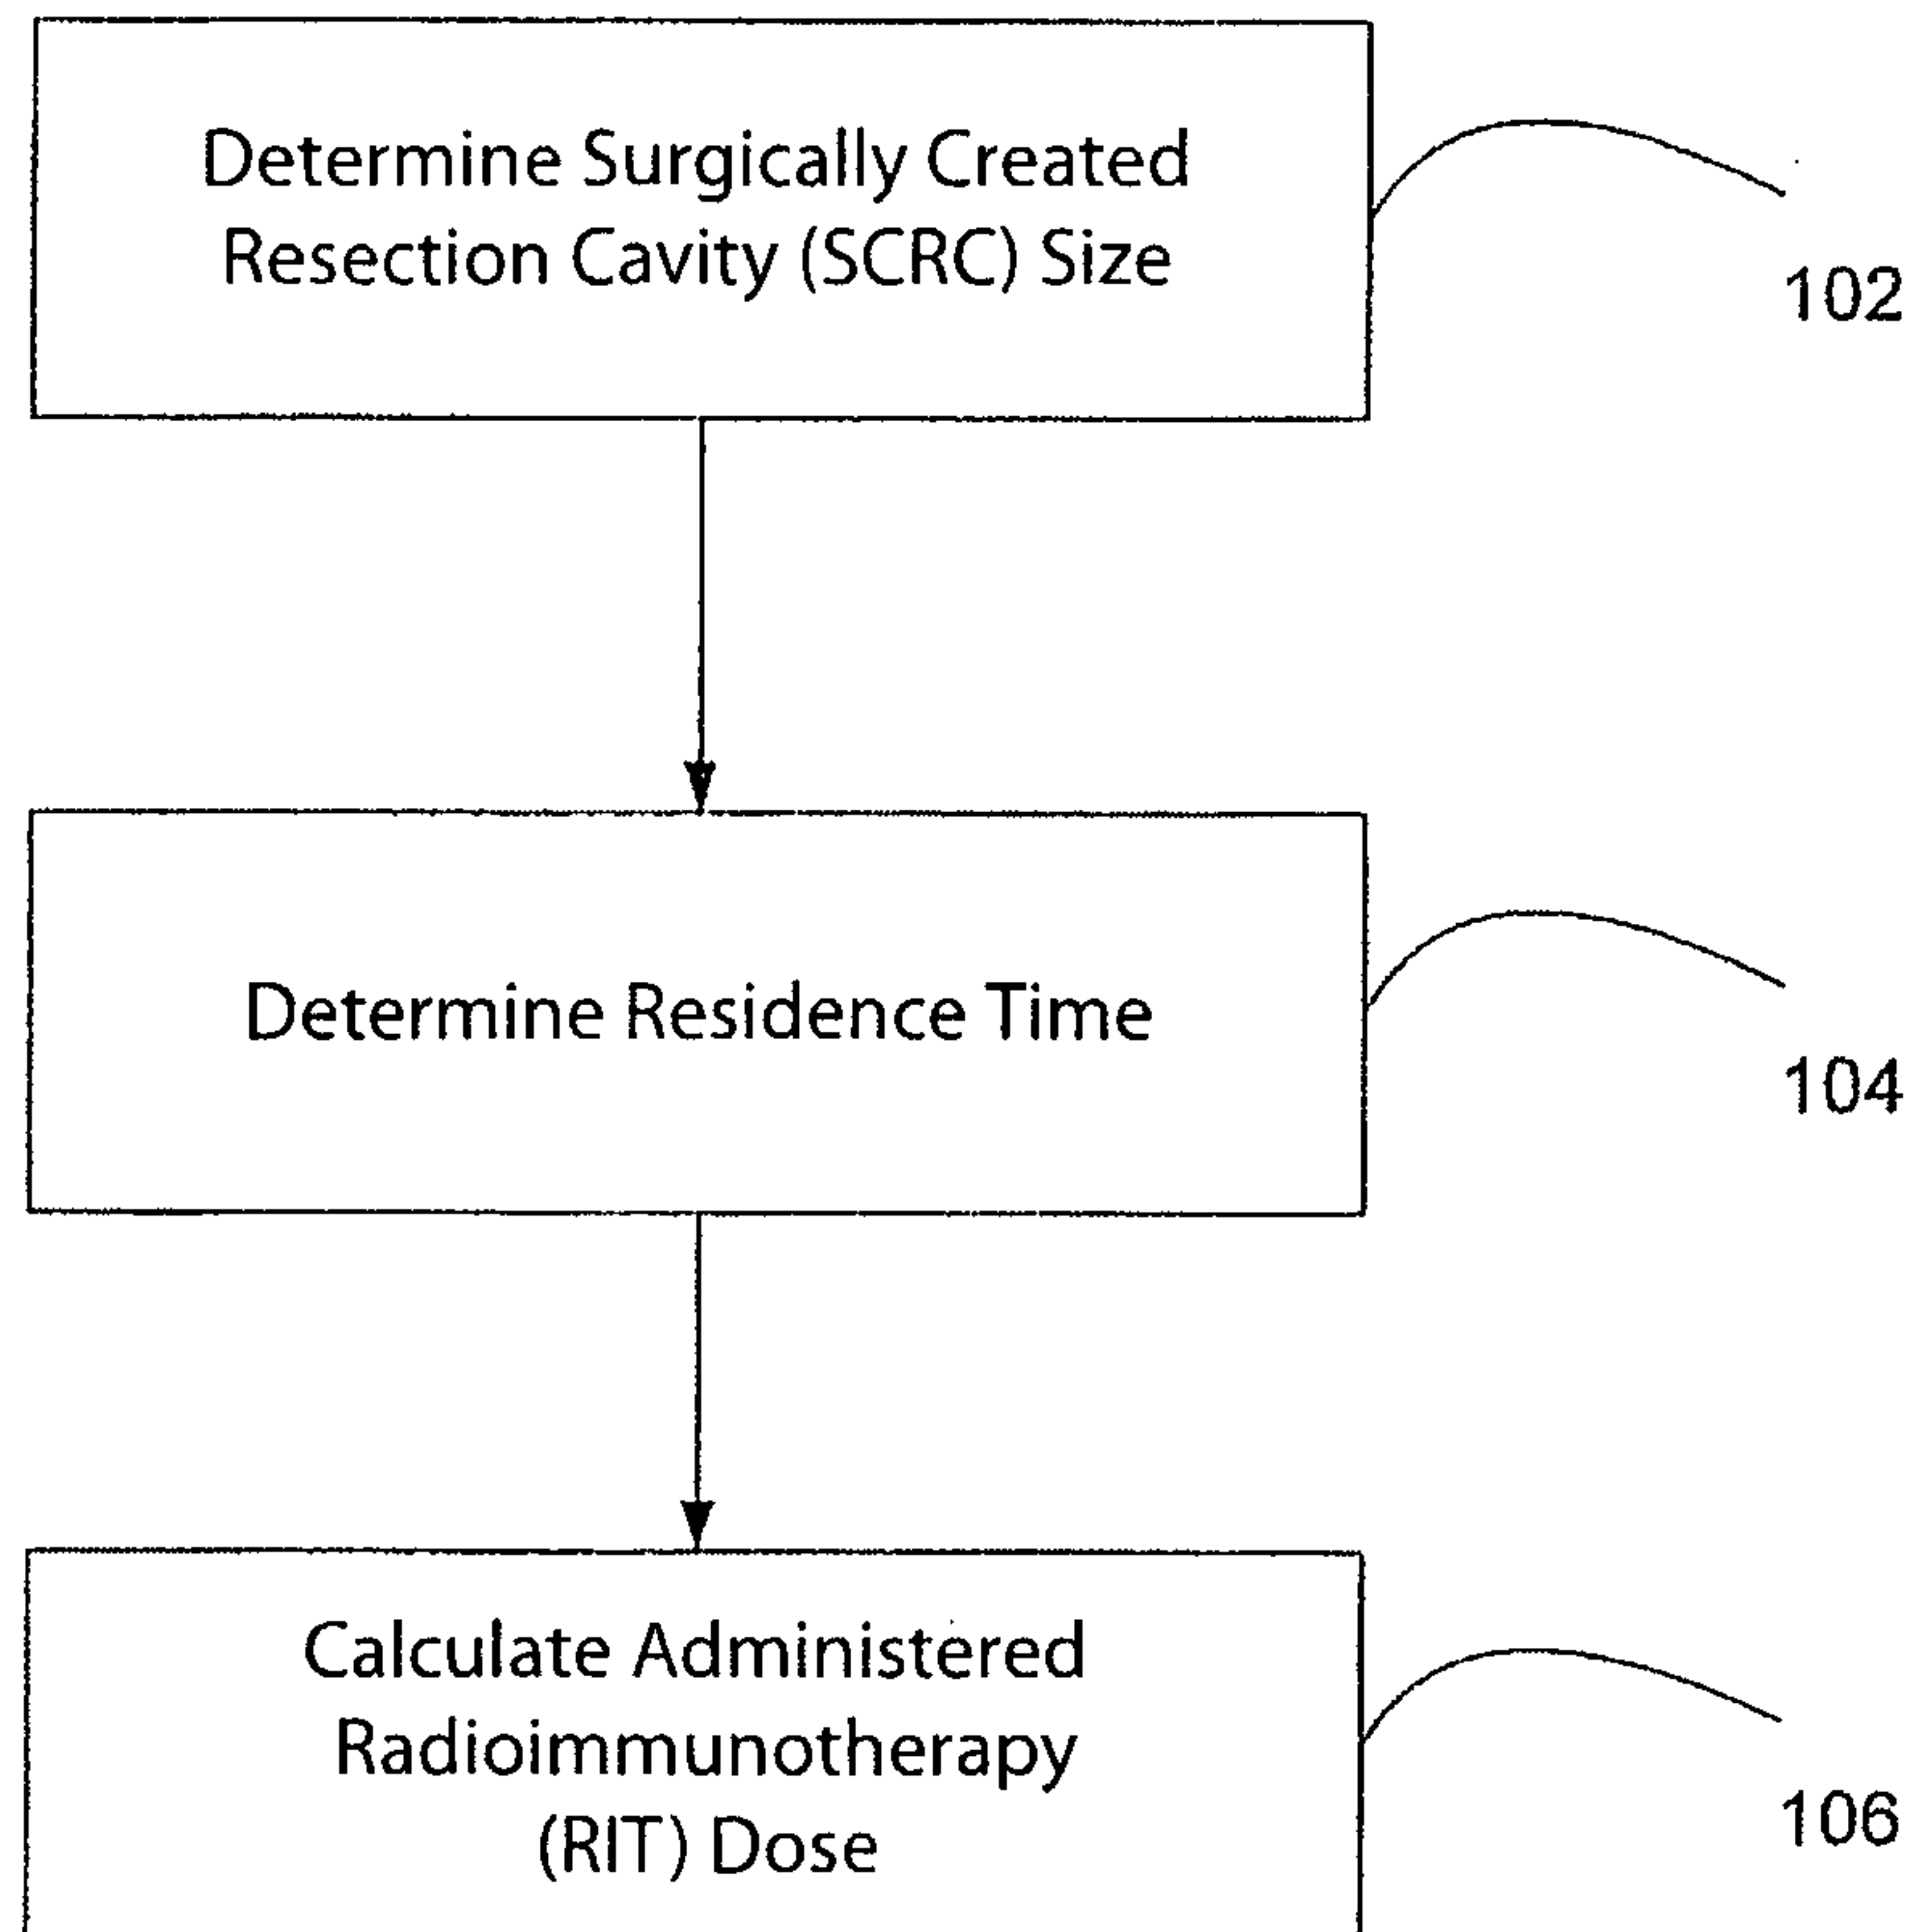 Determine Surgically Created
Resection Cavity (SCRC) Size
102
Determine Residence Time
104
Calculate Administered
Radioimmunotherapy
(RIT) Dose
106